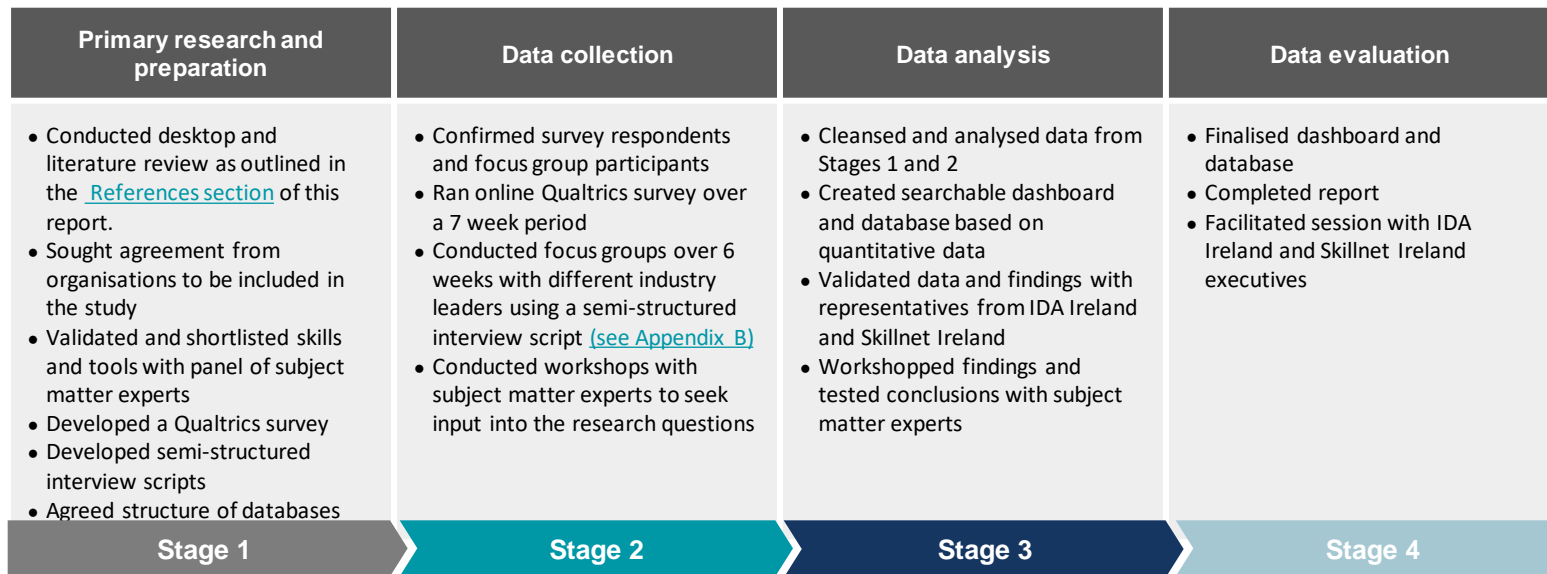 Primary research and
preparation
• Conducted desktop and
literature review as outlined in
the References section of this
report.
• Sought agreement from
organisations to be included in
the study
• Validated and shortlisted skills
and tools with panel of subject
matter experts
• Developed a Qualtrics survey
• Developed semi-structured
interview scripts
• Agreed structure of databases
Stage 1
Data collection
• Confirmed survey respondents
and focus group participants
• Ran online Qualtrics survey over
a 7 week period
• Conducted focus groups over 6
weeks with different industry
leaders using a semi-structured
interview script (see Appendix B)
• Conducted workshops with
subject matter experts to seek
input into the research questions
Stage 2
Data analysis
• Cleansed and analysed data from
Stages 1 and 2
• Created searchable dashboard
and database based on
quantitative data
• Validated data and findings with
representatives from IDA Ireland
and Skillnet Ireland
• Workshopped findings and
tested conclusions with subject
matter experts
Stage 3
Data evaluation
• Finalised dashboard and
database
• Completed report
• Facilitated session with IDA
Ireland and Skillnet Ireland
executives
Stage 4